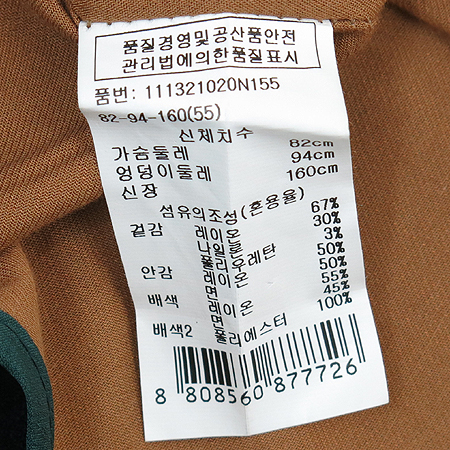 품질경영및공산품안전
관리법에의한품질표시
품번: 111321020N155
82-94-160(55)
신체치수
가슴둘레 82cm
엉덩이둘레 94cm
신장 160cm
섬유의조성(혼용율)
겉감 레이온 67%
나일론 30%
폴리우레탄 3%
안감 레이온 50%
면 50%
배색 레이온 55%
면 45%
배색2 폴리에스터 100%
8 808560 877726